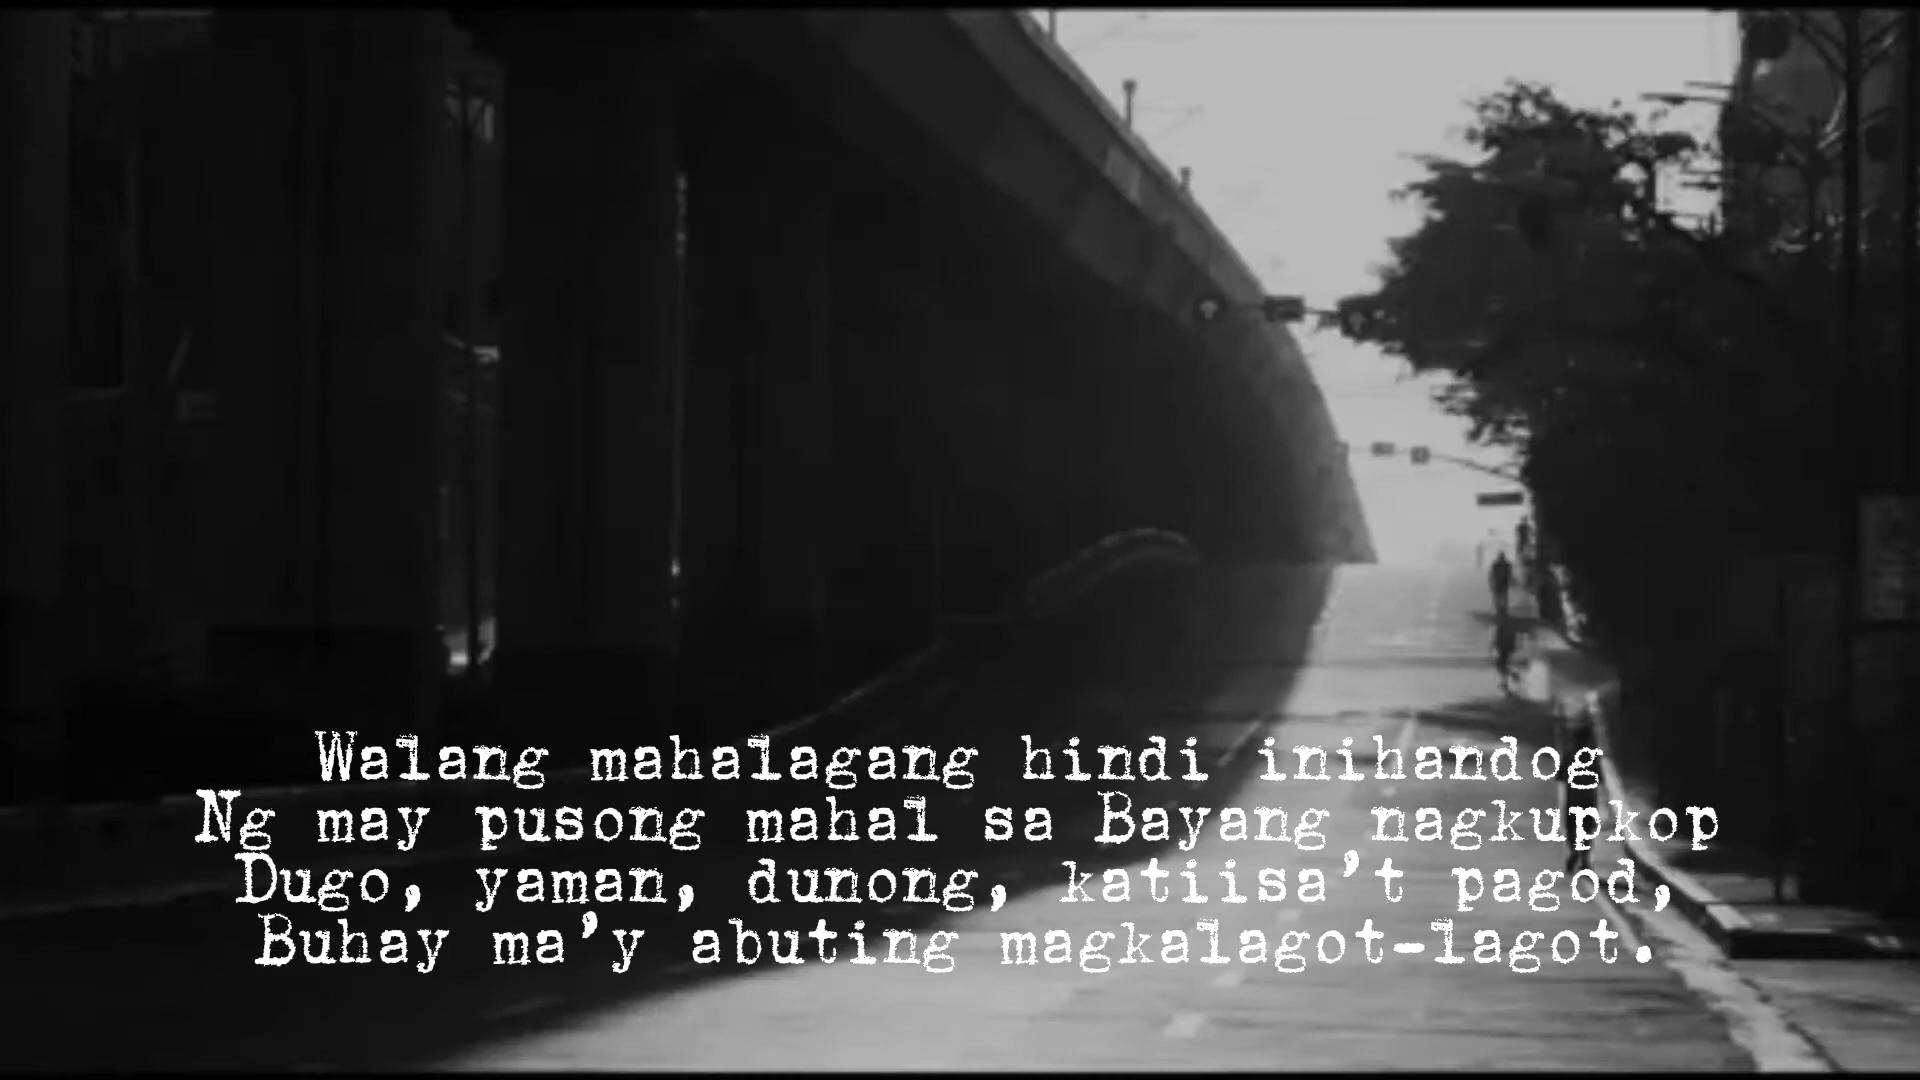 Walang mahalagang hindi inihandog
Ng may pusong mahal sa Bayang nagkupkop
Dugo, yaman, dunong, katiisa’t pagod,
Buhay ma’y abuting magkalagot-lagot.